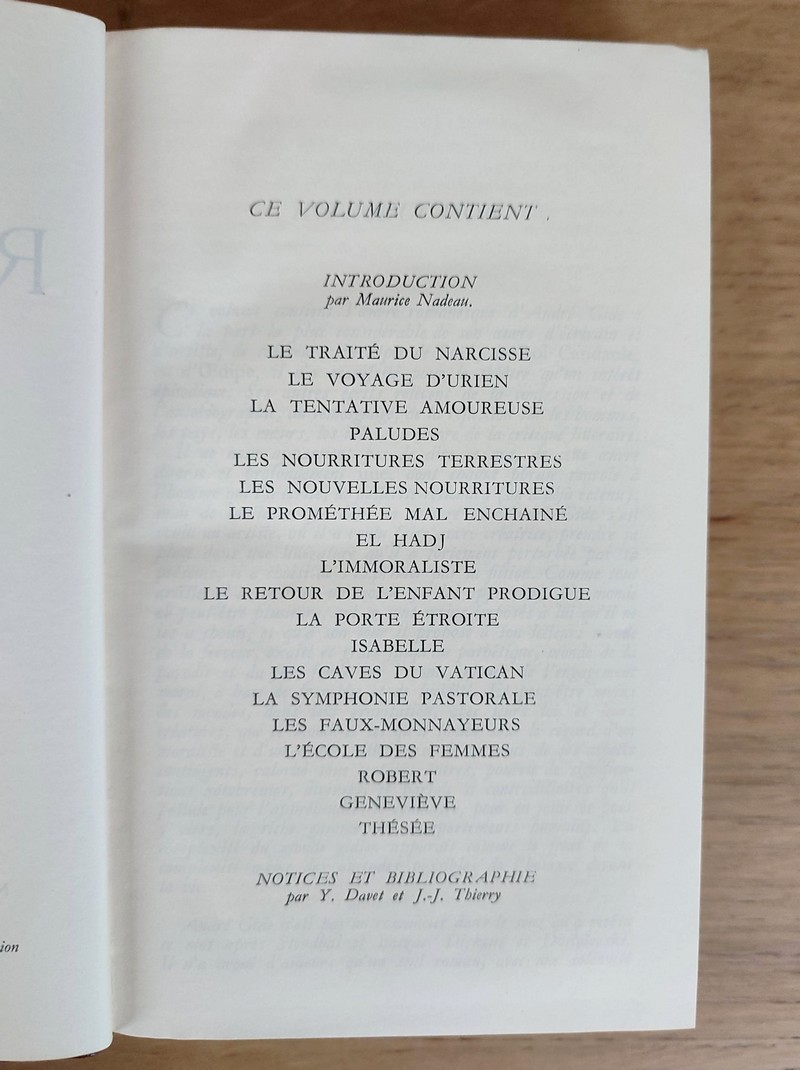 CE VOLUME CONTIENT :
INTRODUCTION
par Maurice Nadeau.
LE TRAITÉ DU NARCISSE
LE VOYAGE D'URIEN
LA TENTATIVE AMOUREUSE
PALUDES
LES NOURRITURES TERRESTRES
LES NOUVELLES NOURRITURES
LE PROMÉTHÉE MAL ENCHAINÉ
EL HADJ
L'IMMORALISTE
LE RETOUR DE L'ENFANT PRODIGUE
LA PORTE ÉTROITE
ISABELLE
LES CAVES DU VATICAN
LA SYMPHONIE PASTORALE
LES FAUX-MONNAYEURS
L'ÉCOLE DES FEMMES
ROBERT
GENEVIÈVE
THÉSÉE
NOTICES ET BIBLIOGRAPHIE
par Y. Davet et J.-J. Thierry
ion